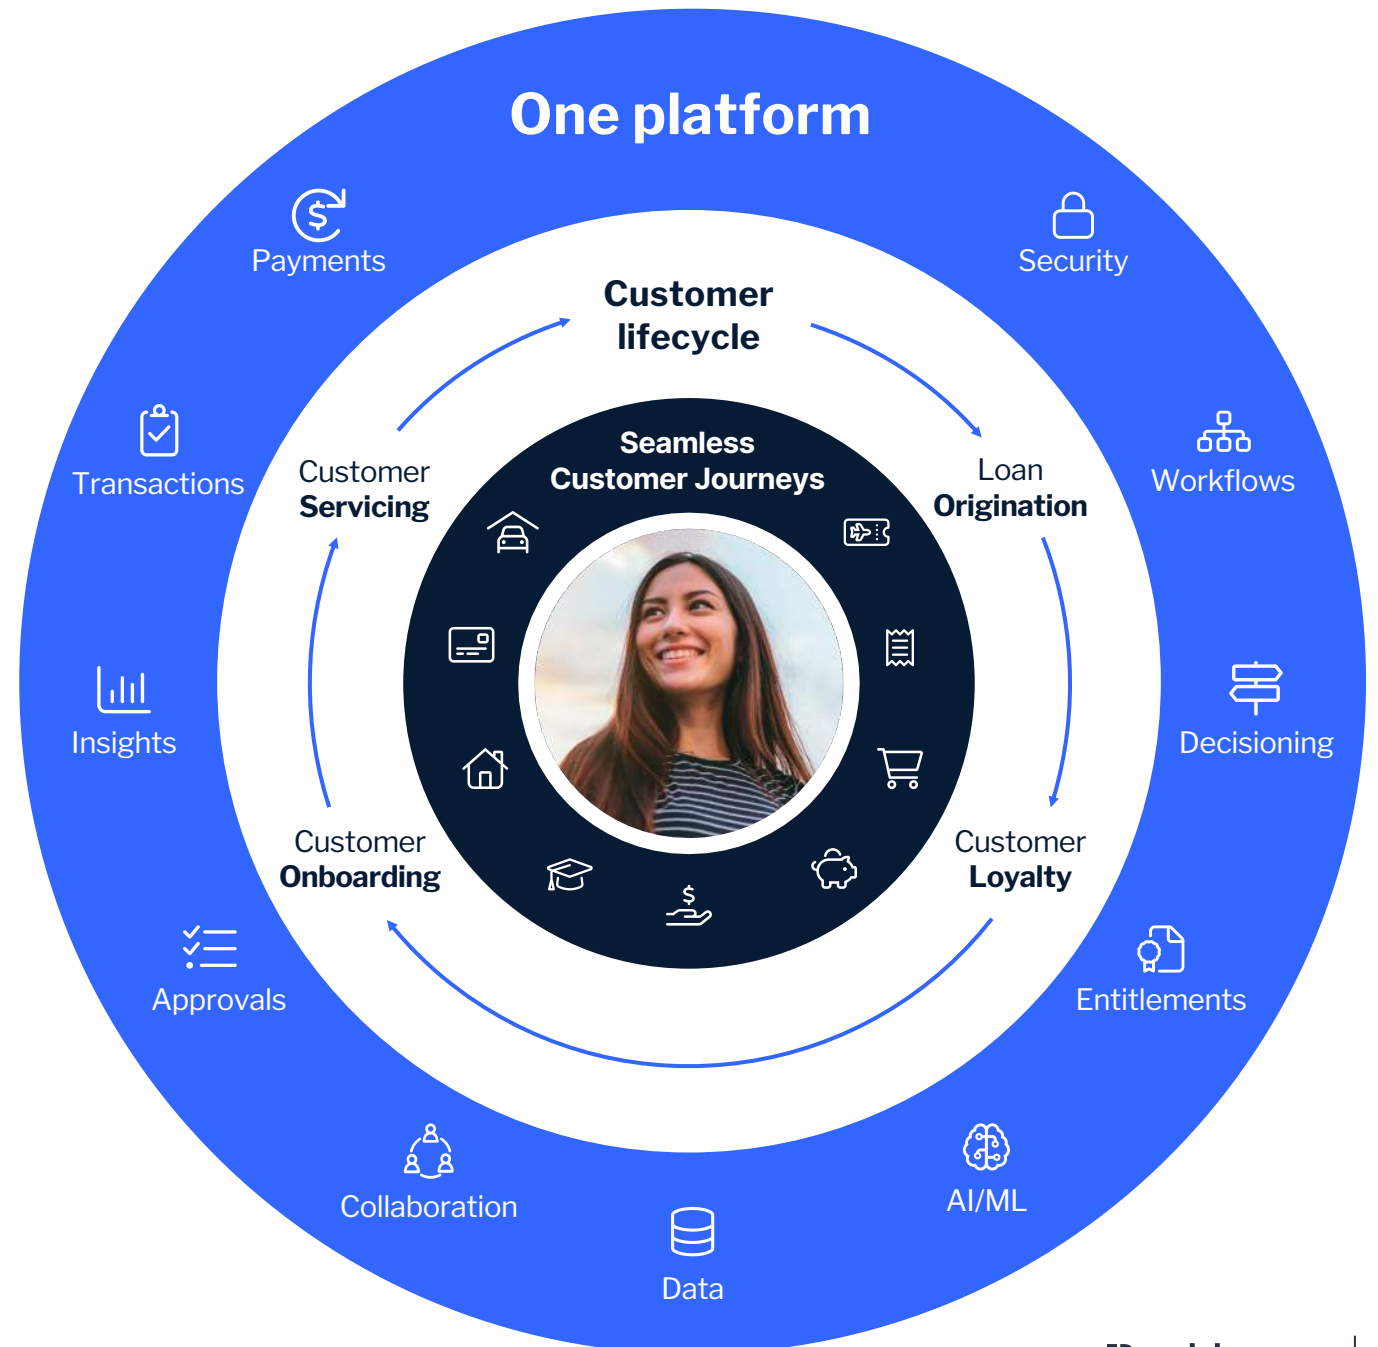 One platform
Payments
Security
Customer
lifecycle
Transactions
Customer
Servicing
Seamless
Customer Journeys
Loan
Origination
Workflows
Insights
Decisioning
Customer
Onboarding
Customer
Loyalty
Approvals
Entitlements
Collaboration
AI/ML
Data